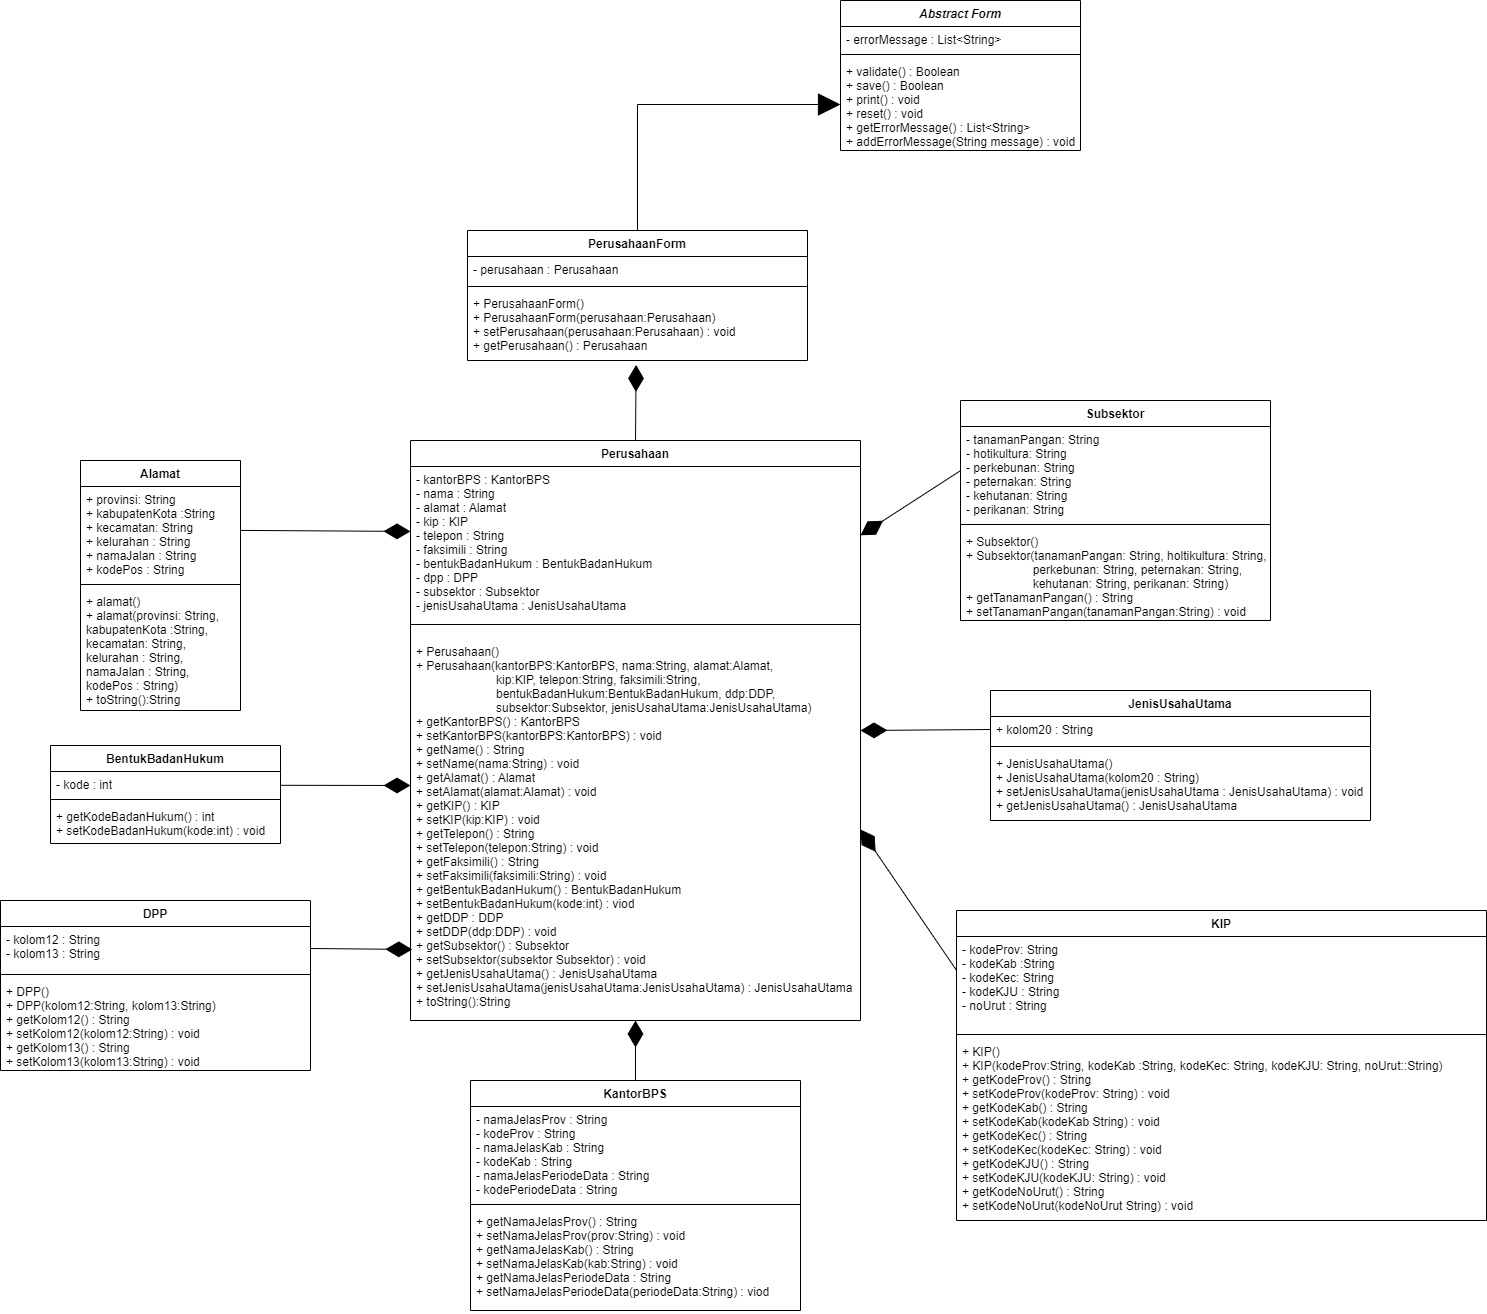 Abstract Form
- errorMessage : List<String>
+ validate() : Boolean
+ save() : Boolean
+ print() : void
+ reset() : void
+ getErrorMessage() : List<String>
+ addErrorMessage(String message) : void
PerusahaanForm
- perusahaan : Perusahaan
+ PerusahaanForm()
+ PerusahaanForm(perusahaan:Perusahaan)
+ setPerusahaan(perusahaan:Perusahaan) : void
+ getPerusahaan() : Perusahaan
Alamat
+ provinsi: String
+ kabupatenKota :String
+ kecamatan: String
+ kelurahan : String
+ namaJalan : String
+ kodePos : String
+ alamat()
+ alamat(provinsi: String,
kabupatenKota :String,
kecamatan: String,
kelurahan : String,
namaJalan : String,
kodePos : String)
+ toString():String
BentukBadanHukum
- kode : int
+ getKodeBadanHukum() : int
+ setKodeBadanHukum(kode:int) : void
DPP
- kolom12 : String
- kolom13 : String
+ DPP()
+ DPP(kolom12:String, kolom13:String)
+ getKolom12() : String
+ setKolom12(kolom12:String) : void
+ getKolom13() : String
+ setKolom13(kolom13:String) : void
Perusahaan
- kantorBPS : KantorBPS
- nama : String
- alamat : Alamat
- kip : KIP
- telepon : String
- faksimili : String
- bentukBadanHukum : BentukBadanHukum
- dpp : DPP
- subsektor : Subsektor
- jenisUsahaUtama : JenisUsahaUtama
+ Perusahaan()
+ Perusahaan(kantorBPS:KantorBPS, nama:String, alamat:Alamat,
kip:KIP, telepon:String, faksimili:String,
bentukBadanHukum:BentukBadanHukum, ddp:DDP,
subsektor:Subsektor, jenisUsahaUtama:JenisUsahaUtama)
+ getKantorBPS() : KantorBPS
+ setKantorBPS(kantorBPS:KantorBPS) : void
+ getName() : String
+ setName(nama:String) : void
+ getAlamat() : Alamat
+ setAlamat(alamat:Alamat) : void
+ getKIP() : KIP
+ setKIP(kip:KIP) : void
+ getTelepon() : String
+ setTelepon(telepon:String) : void
+ getFaksimili() : String
+ setFaksimili(faksimili:String) : void
+ getBentukBadanHukum() : BentukBadanHukum
+ setBentukBadanHukum(kode:int) : viod
+ getDDP : DDP
+ setDDP(ddp:DDP) : void
+ getSubsektor() : Subsektor
+ setSubsektor(subsektor Subsektor) : void
+ getJenisUsahaUtama() : JenisUsahaUtama
+ setJenisUsahaUtama(jenisUsahaUtama:JenisUsahaUtama) : JenisUsahaUtama
+ toString():String
Subsektor
- tanamanPangan: String
- hotikultura: String
- perkebunan: String
- peternakan: String
- kehutanan: String
- perikanan: String
+ Subsektor()
+ Subsektor(tanamanPangan: String, holtikultura: String,
perkebunan: String, peternakan: String,
kehutanan: String, perikanan: String)
+ getTanamanPangan() : String
+ setTanamanPangan(tanamanPangan:String) : void
JenisUsahaUtama
+ kolom20 : String
+ JenisUsahaUtama()
+ JenisUsahaUtama(kolom20 : String)
+ setJenisUsahaUtama(jenisUsahaUtama : JenisUsahaUtama) : void
+ getJenisUsahaUtama() : JenisUsahaUtama
KIP
- kodeProv: String
- kodeKab :String
- kodeKec: String
- kodeKJU : String
- noUrut : String
+ KIP()
+ KIP(kodeProv:String, kodeKab :String, kodeKec: String, kodeKJU: String, noUrut::String)
+ getKodeProv() : String
+ setKodeProv(kodeProv: String) : void
+ getKodeKab() : String
+ setKodeKab(kodeKab String) : void
+ getKodeKec() : String
+ setKodeKec(kodeKec: String) : void
+ getKodeKJU() : String
+ setKodeKJU(kodeKJU: String) : void
+ getKodeNoUrut() : String
+ setKodeNoUrut(kodeNoUrut String) : void
KantorBPS
- namaJelasProv : String
- kodeProv : String
- namaJelasKab : String
- kodeKab : String
- namaJelasPeriodeData : String
- kodePeriodeData : String
+ getNamaJelasProv() : String
+ setNamaJelasProv(prov:String) : void
+ getNamaJelasKab() : String
+ setNamaJelasKab(kab:String) : void
+ getNamaJelasPeriodeData : String
+ setNamaJelasPeriodeData(periodeData:String) : viod